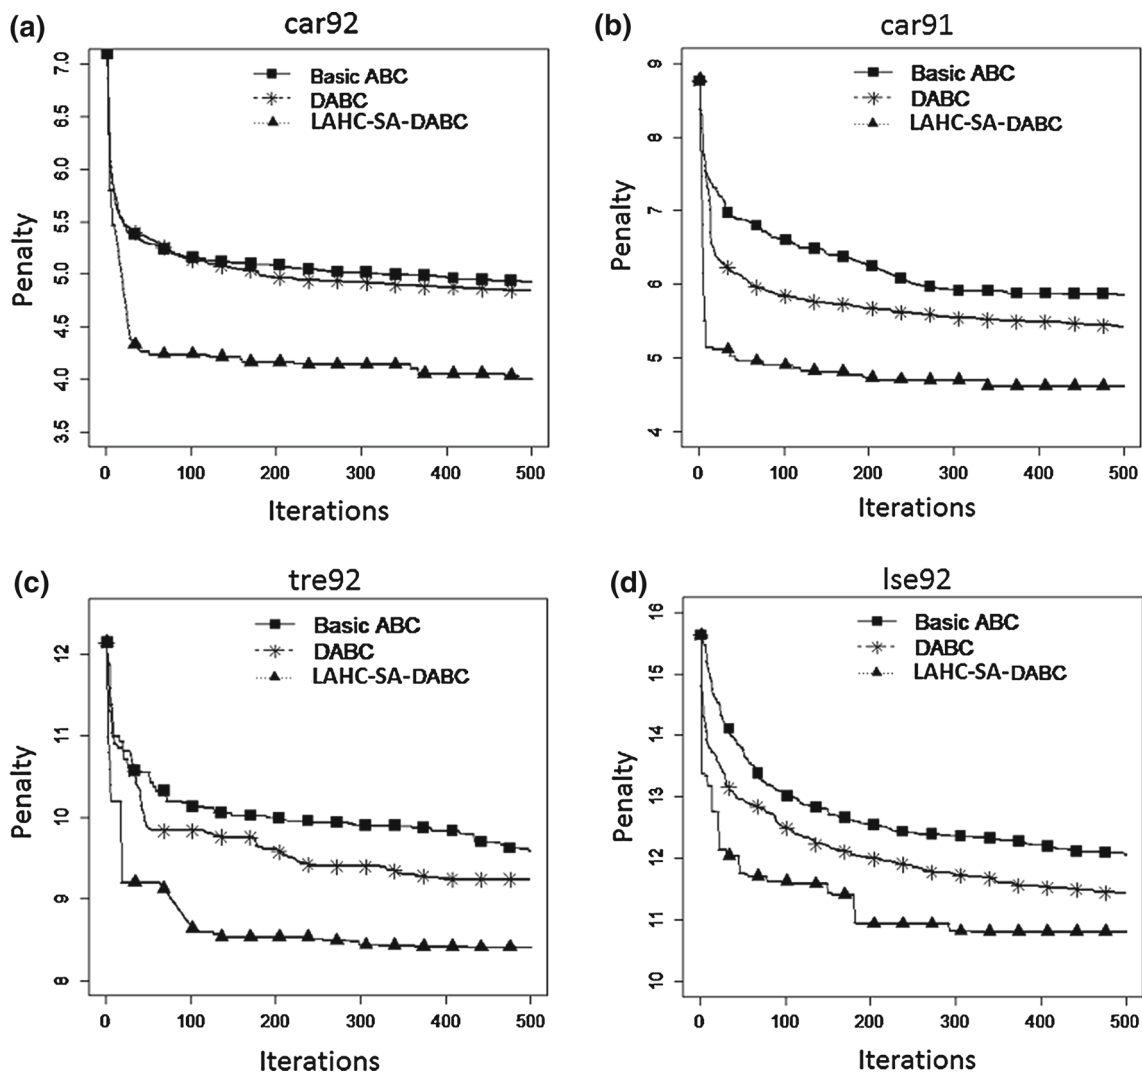 (a) car92
7.0
6.5
6.0
5.5
5.0
4.5
4.0
3.5
Penalty
Basic ABC
DABC
LAHC-SA-DABC
0 100 200 300 400 500
Iterations
(b) car91
9
8
7
6
5
4
Penalty
Basic ABC
DABC
LAHC-SA-DABC
0 100 200 300 400 500
Iterations
(c) tre92
12
11
10
9
8
Penalty
Basic ABC
DABC
LAHC-SA-DABC
0 100 200 300 400 500
Iterations
(d) lse92
16
15
14
13
12
11
10
Penalty
Basic ABC
DABC
LAHC-SA-DABC
0 100 200 300 400 500
Iterations